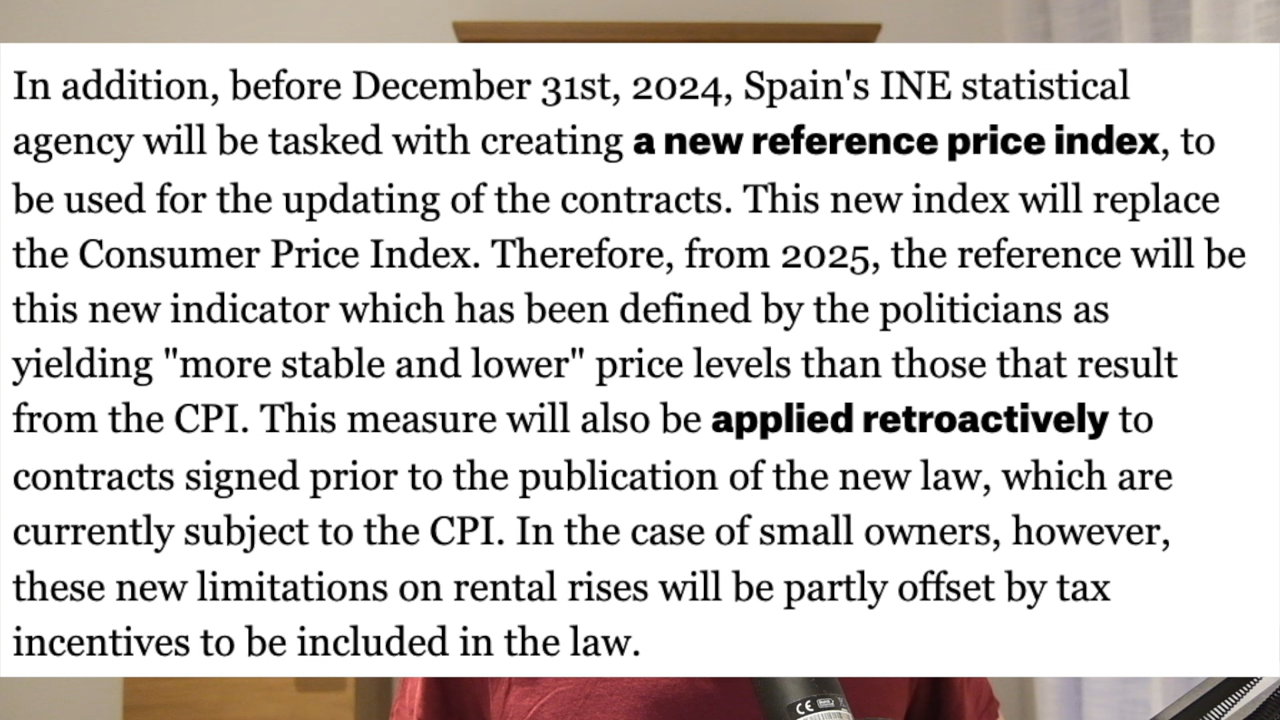 In addition, before December 31st, 2024, Spain's INE statistical
agency will be tasked with creating a new reference price index, to
be used for the updating of the contracts. This new index will replace
the Consumer Price Index. Therefore, from 2025, the reference will be
this new indicator which has been defined by the politicians as
yielding "more stable and lower" price levels than those that result
from the CPI. This measure will also be applied retroactively to
contracts signed prior to the publication of the new law, which are
currently subject to the CPI. In the case of small owners, however,
these new limitations on rental rises will be partly offset by tax
incentives to be included in the law.
CE